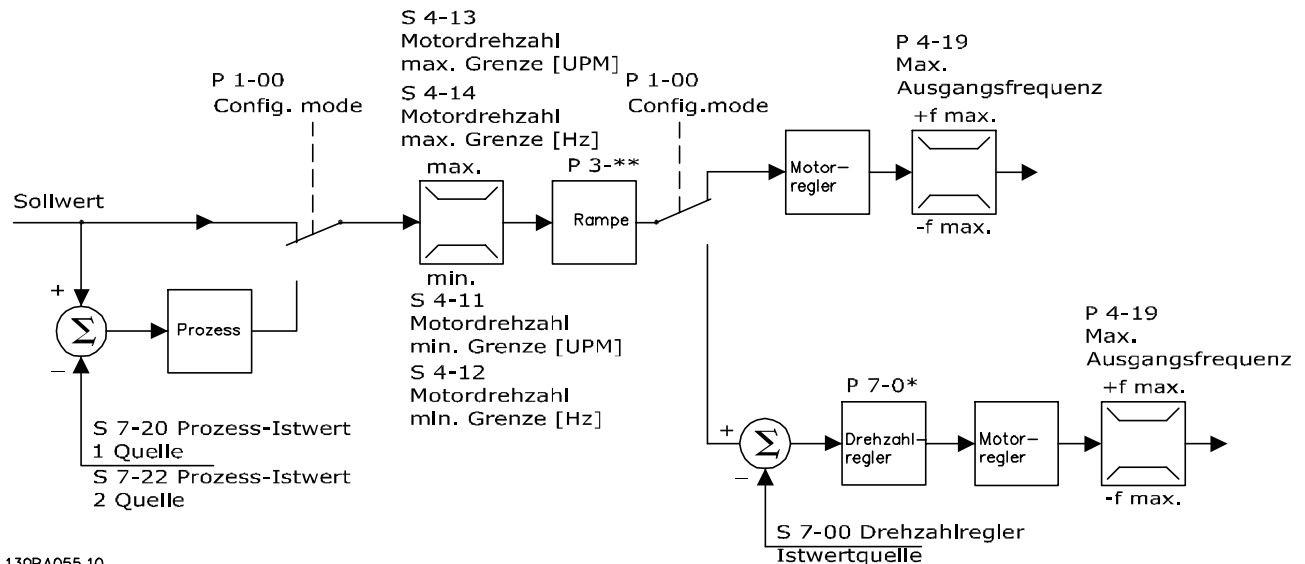 S 4-13
Motordrehzahl
max. Grenze [UPM]
S 4-14
Motordrehzahl
max. Grenze [Hz]
P 1-00
Config. mode
P 1-00
Config.mode
P 4-19
Max.
Ausgangsfrequenz
+f max.
-f max.
max.
min.
P 3-**
Rampe
Motor-
regler
Sollwert
+
Σ
−
Prozess
S 4-11
Motordrehzahl
min. Grenze [UPM]
S 4-12
Motordrehzahl
mIn. Grenze [Hz]
S 7-20 Prozess-Istwert
1 Quelle
S 7-22 Prozess-Istwert
2 Quelle
+
Σ
−
P 7-0*
Drehzahl-
regler
Motor-
regler
P 4-19
Max.
Ausgangsfrequenz
+f max.
-f max.
S 7-00 Drehzahlregler
Istwertquelle
130BA055.10